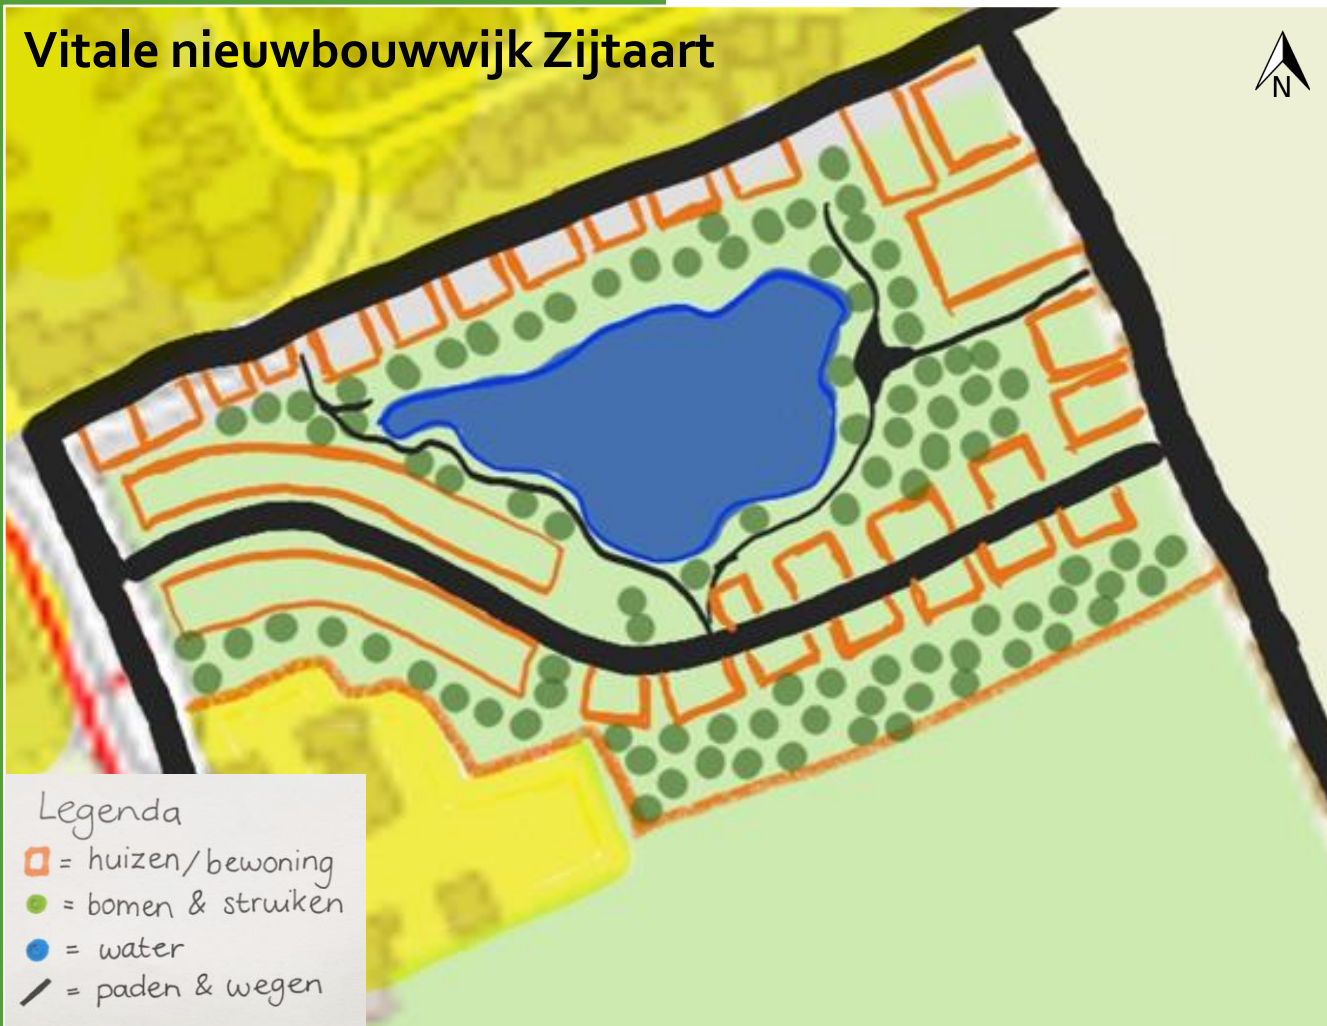 Vitale nieuwbouwwijk Zijtaart
N
Legenda
= huizen/bewoning
= bomen & struiken
= water
= paden & wegen